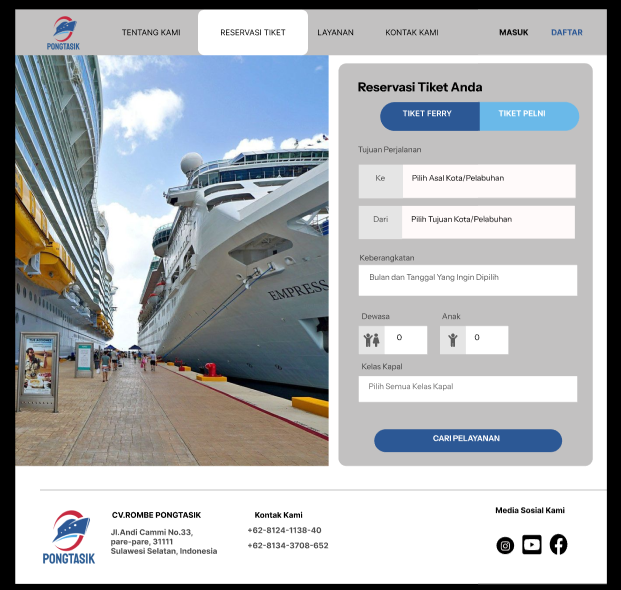 PONGTASIK
TENTANG KAMI
RESERVASI TIKET
LAYANAN
KONTAK KAMI
MASUK
DAFTAR
EMPRESS
Reservasi Tiket Anda
TIKET FERRY
TIKET PELNI
Tujuan Perjalanan
Ke
Pilih Asal Kota/Pelabuhan
Dari
Pilih Tujuan Kota/Pelabuhan
Keberangkatan
Bulan dan Tanggal Yang Ingin Dipilih
Dewasa
Anak
0
0
Kelas Kapal
Pilih Semua Kelas Kapal
CARI PELAYANAN
PONGTASIK
CV.ROMBE PONGTASIK
Jl.Andi Cammi No.33,
pare-pare, 31111
Sulawesi Selatan, Indonesia
Kontak Kami
+62-8124-1138-40
+62-8134-3708-652
Media Sosial Kami